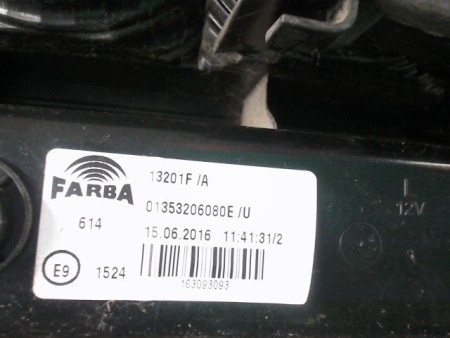 FARBA
13201F /A
01353206080E /U
614
15.06.2016 11:41:31/2
E9
1524
163093093
L
12V